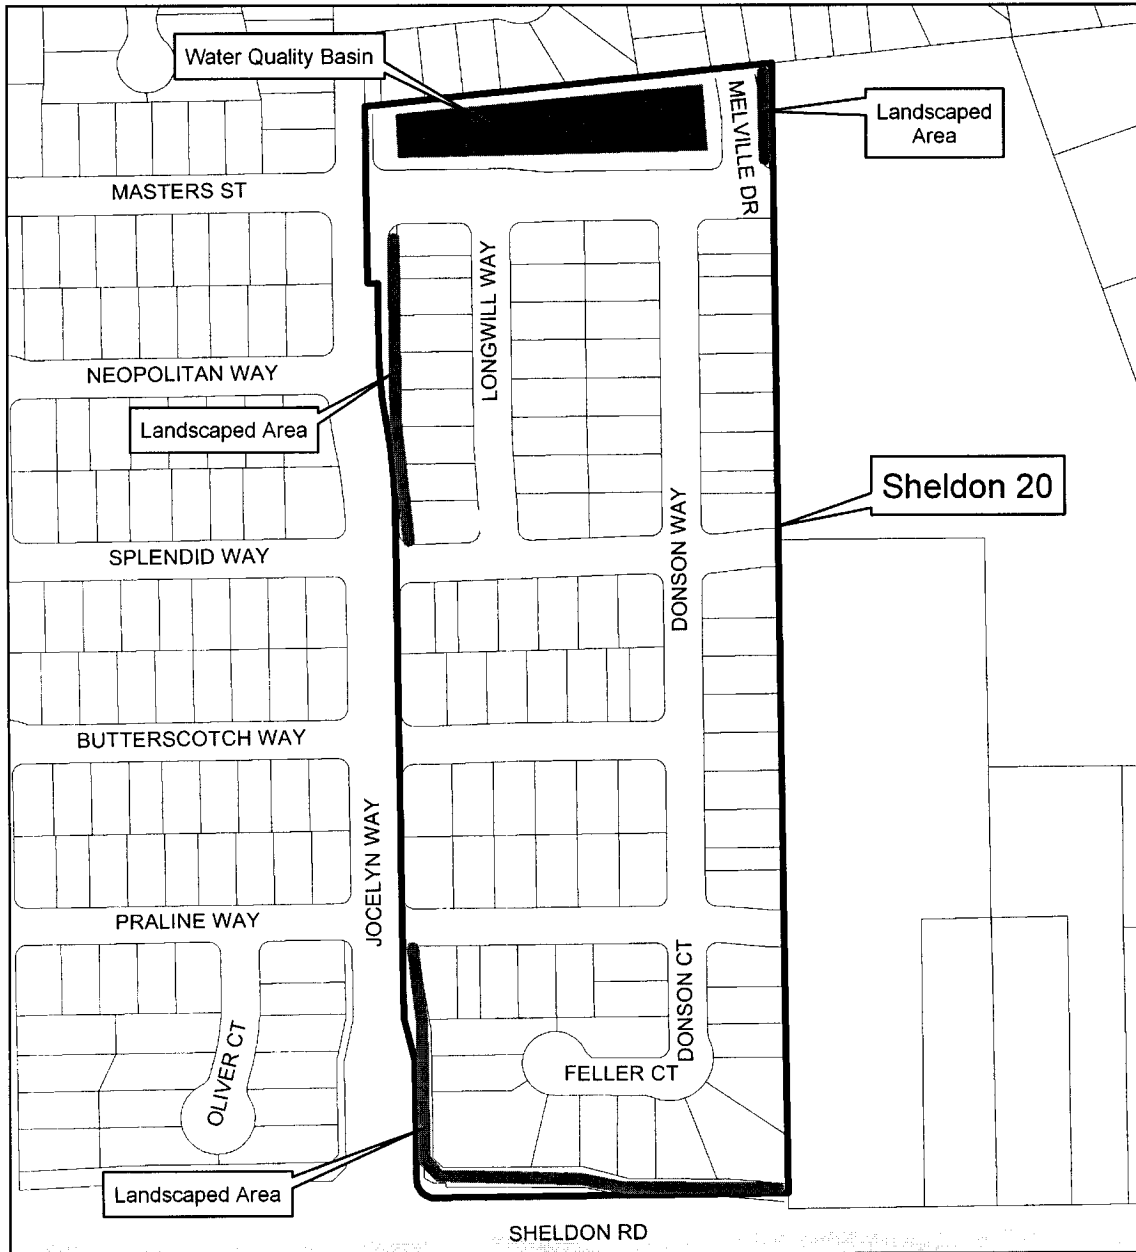 Water Quality Basin
MELVILLE DR
Landscaped
Area
MASTERS ST
LONGWILL WAY
NEOPOLITAN WAY
Landscaped Area
Sheldon 20
SPLENDID WAY
DONSON WAY
BUTTERSCOTCH WAY
JOCELYN WAY
PRALINE WAY
DONSON CT
OLIVER CT
FELLER CT
Landscaped Area
SHELDON RD